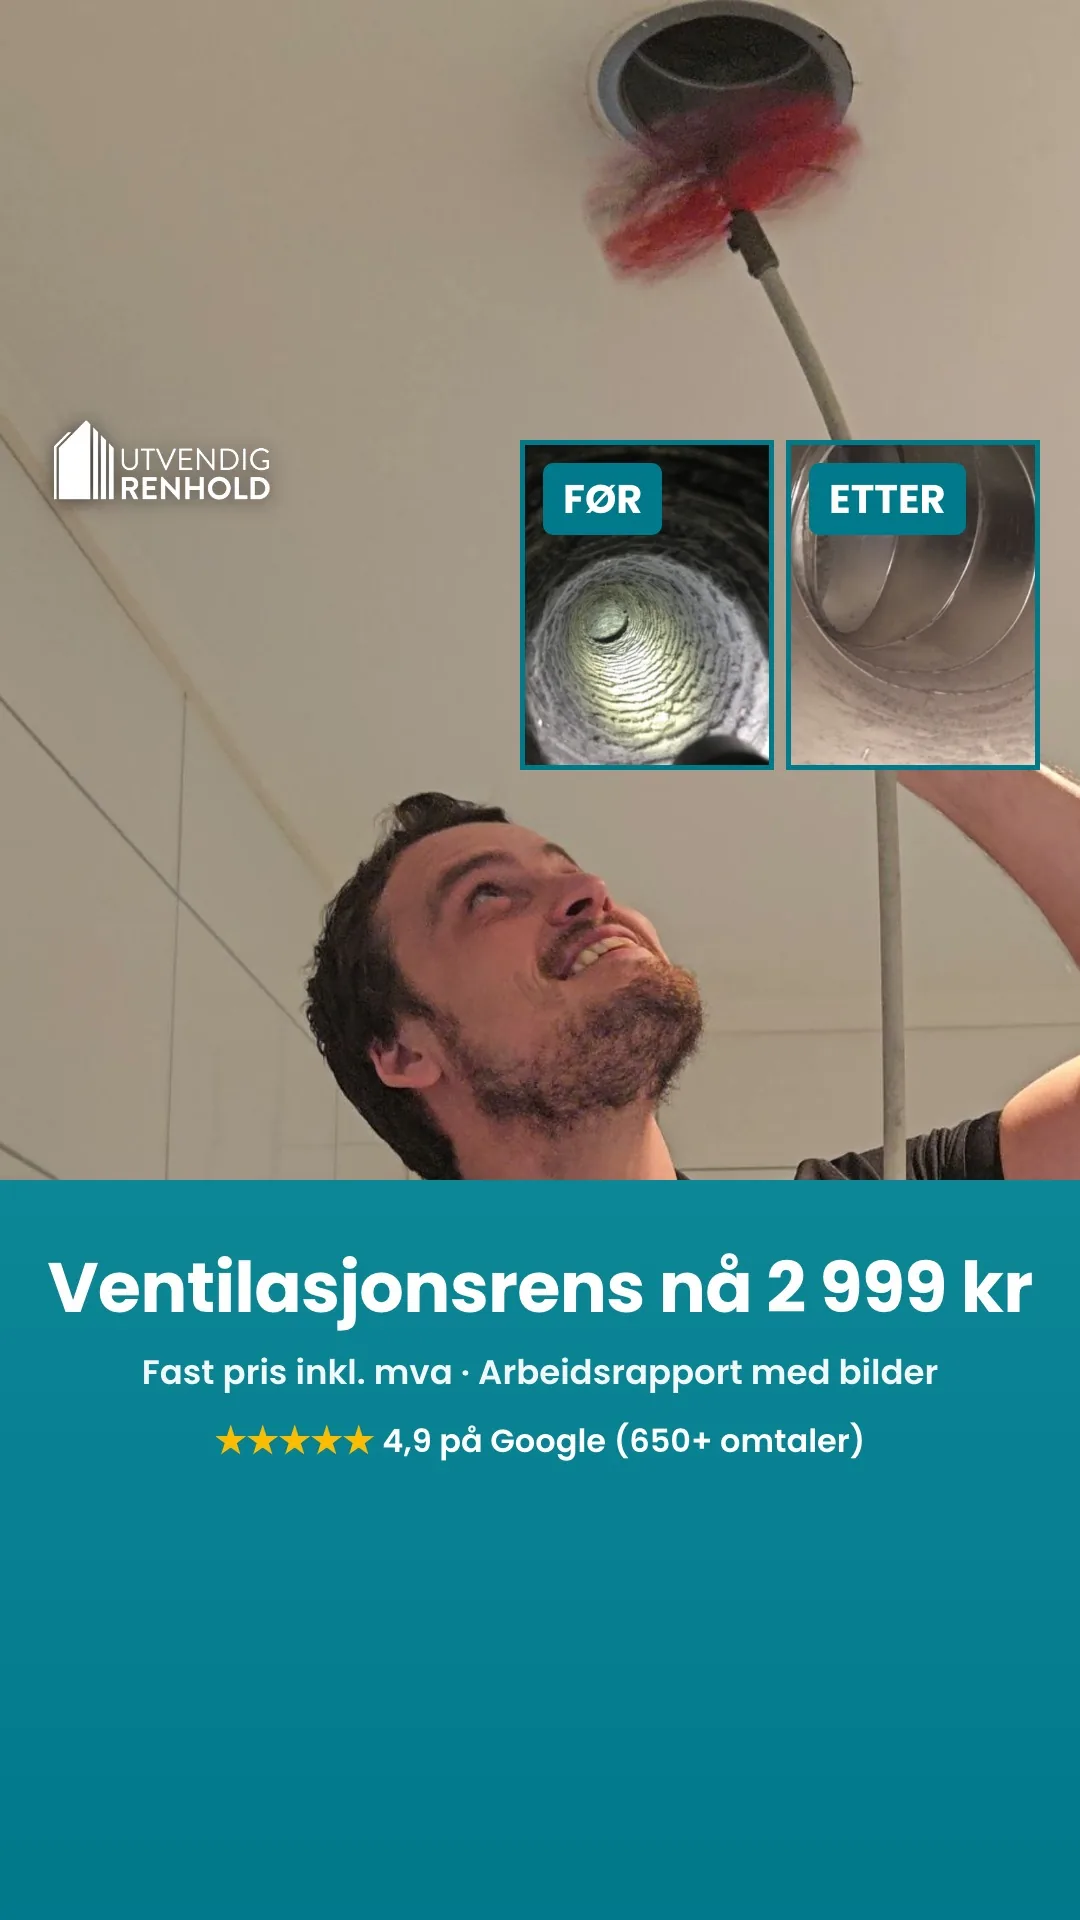 UTVENDIG
RENHOLD
FØR
ETTER
Ventilasjonsrens nå 2 999 kr
Fast pris inkl. mva · Arbeidsrapport med bilder
★★★★★ 4,9 på Google (650+ omtaler)